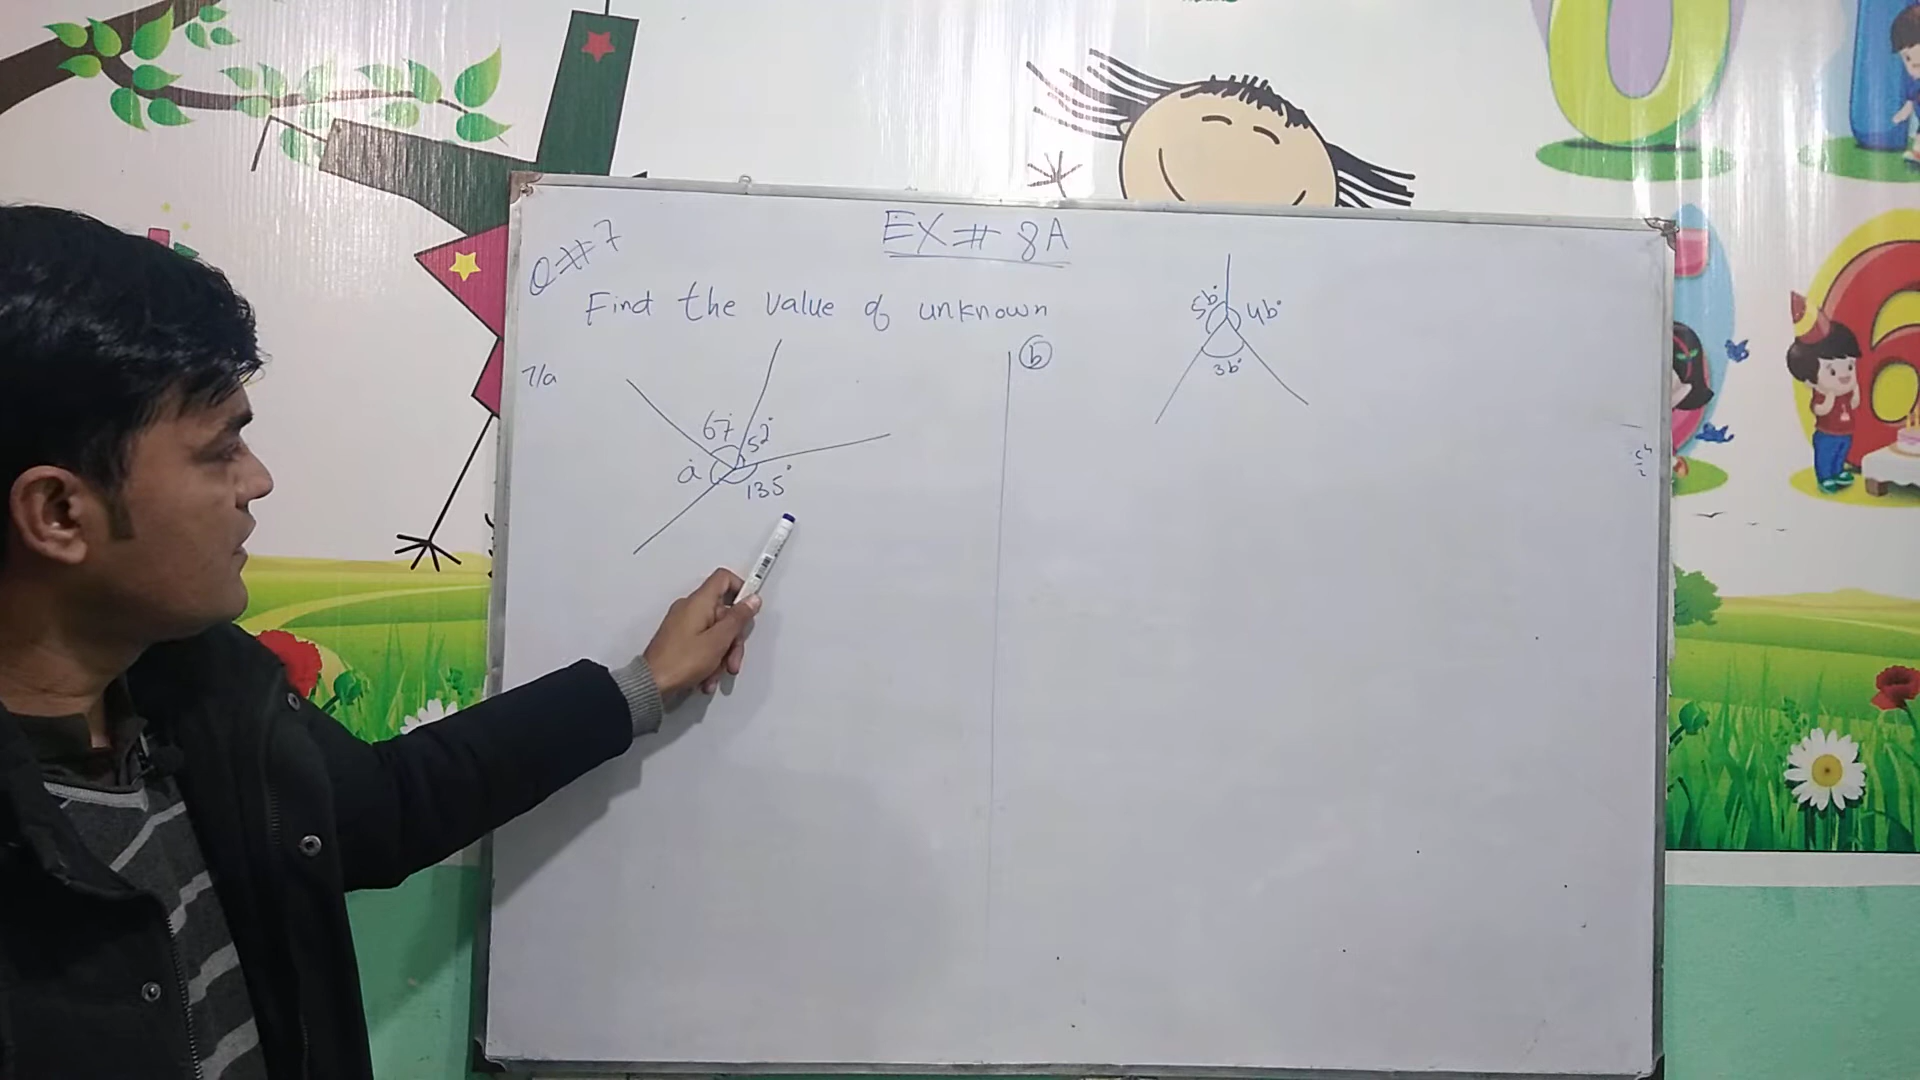 EX # 8A
Q#7
Find the value of unknown
7/a
67°
52°
a°
135°
b
5b°
4b°
3b°